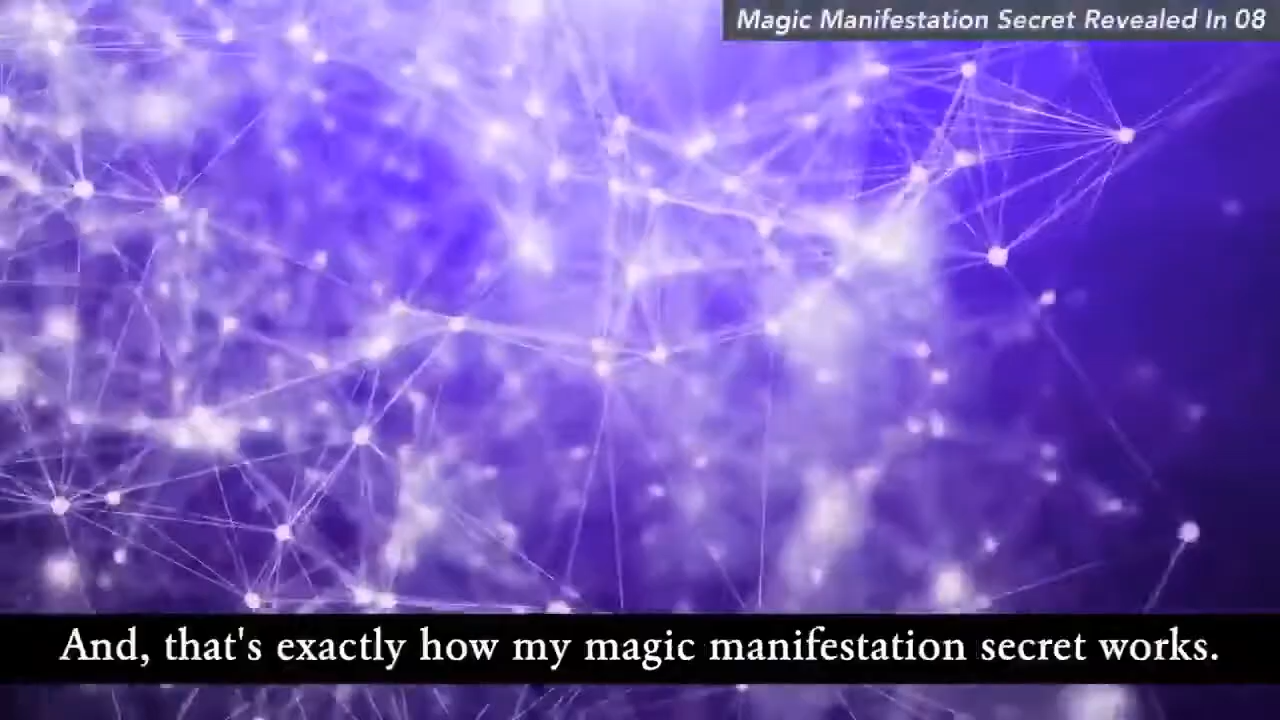 Magic Manifestation Secret Revealed In 08
And, that's exactly how my magic manifestation secret works.